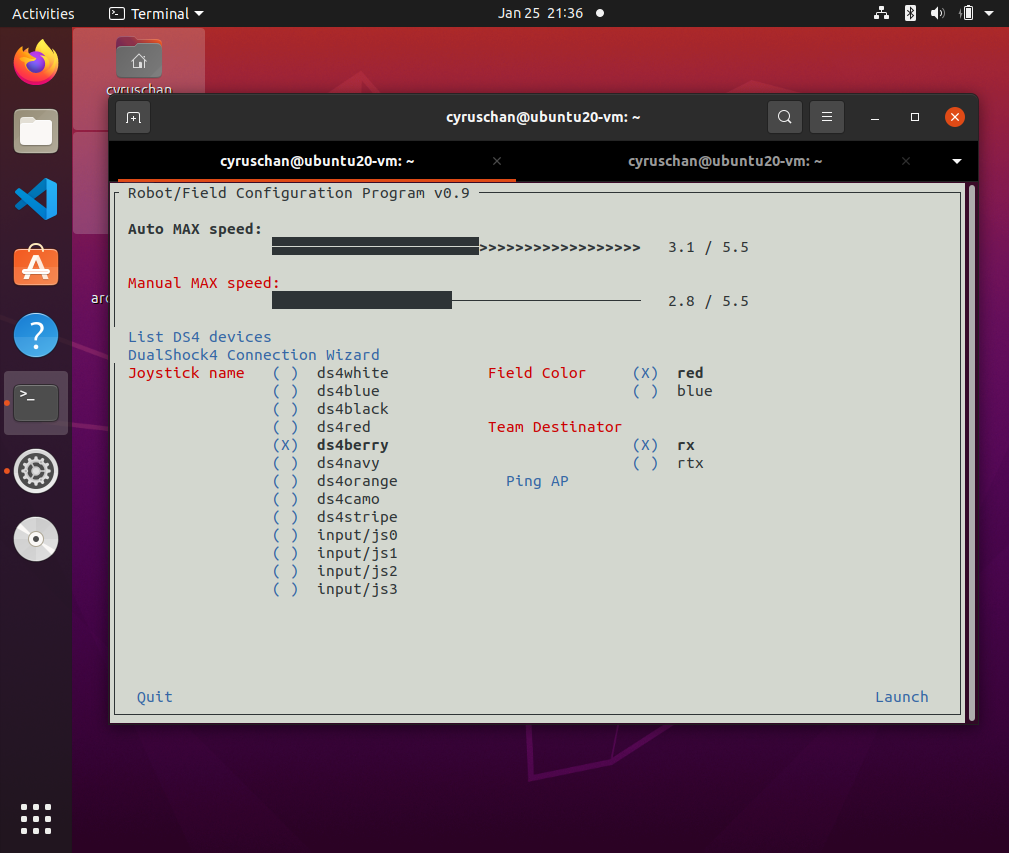 Activities Terminal Jan 25 21:36
cyruschan
cyruschan@ubuntu20-vm: ~
cyruschan@ubuntu20-vm: ~ × cyruschan@ubuntu20-vm: ~ ×
Robot/Field Configuration Program v0.9
Auto MAX speed:
>>>>>>>>>>>>>>>>>> 3.1 / 5.5
Manual MAX speed:
2.8 / 5.5
arc
List DS4 devices
DualShock4 Connection Wizard
Joystick name ( ) ds4white Field Color (X) red
( ) ds4blue ( ) blue
( ) ds4black
( ) ds4red Team Destinator
(X) ds4berry (X) rx
( ) ds4navy ( ) rtx
( ) ds4orange Ping AP
( ) ds4camo
( ) ds4stripe
( ) input/js0
( ) input/js1
( ) input/js2
( ) input/js3
Quit Launch